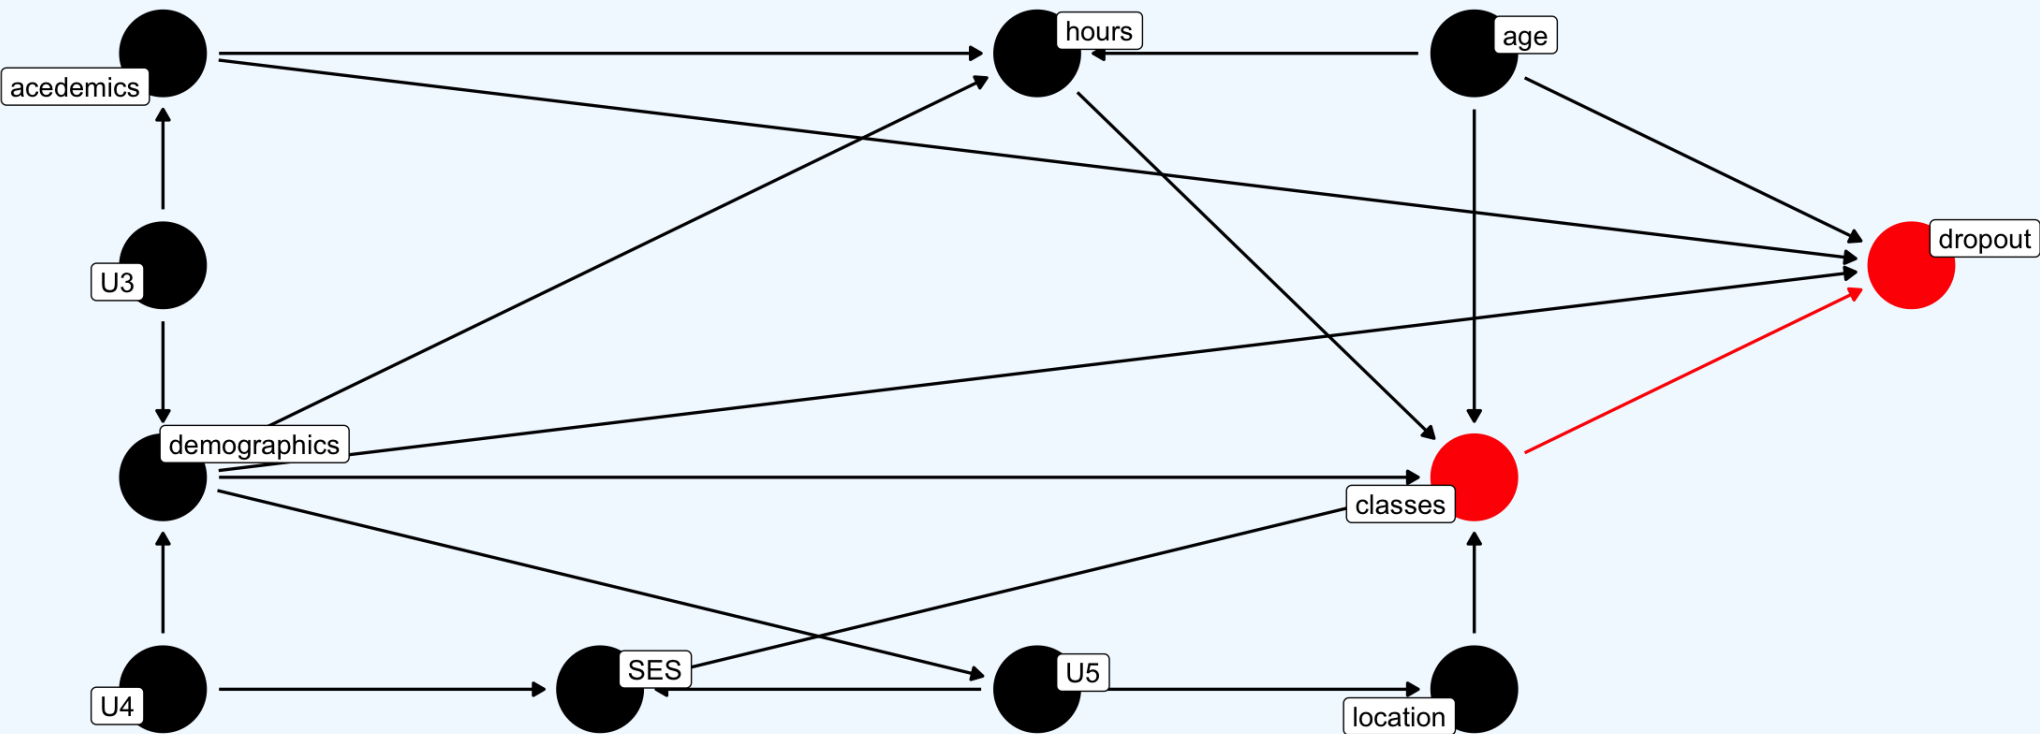 hours
age
acedemics
dropout
U3
demographics
classes
SES
U5
U4
location